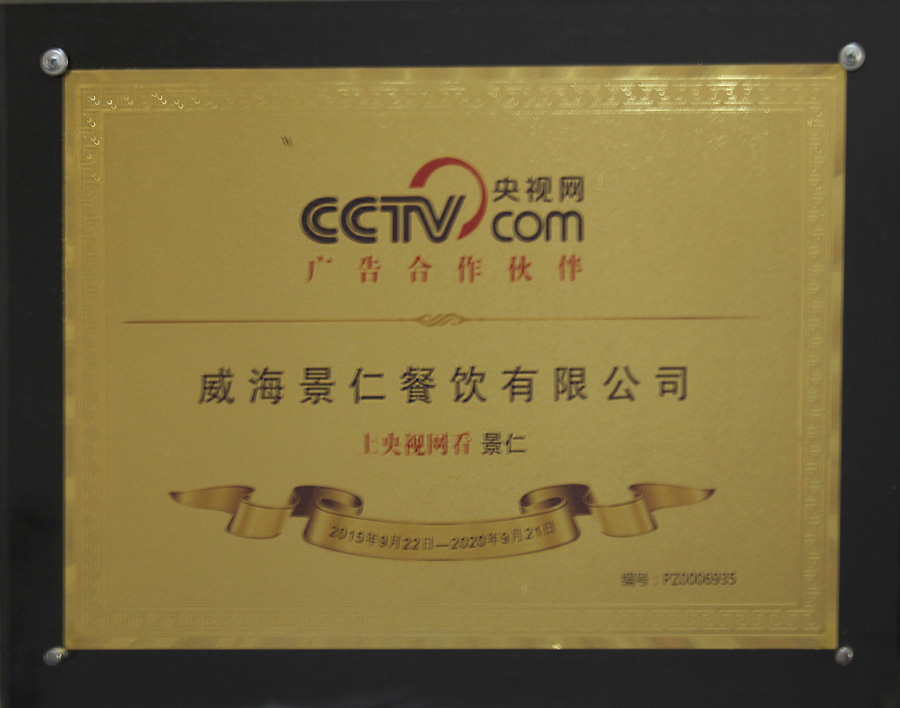 CCTV 央视网
com
广告合作伙伴
威海景仁餐饮有限公司
上央视网看 景仁
2015年9月22日—2020年9月21日
编号：PZ0006935